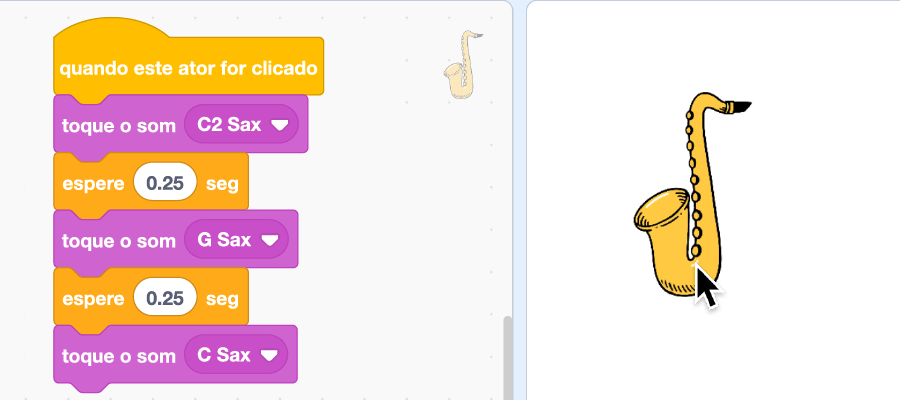 quando este ator for clicado
toque o som C2 Sax
espere 0.25 seg
toque o som G Sax
espere 0.25 seg
toque o som C Sax